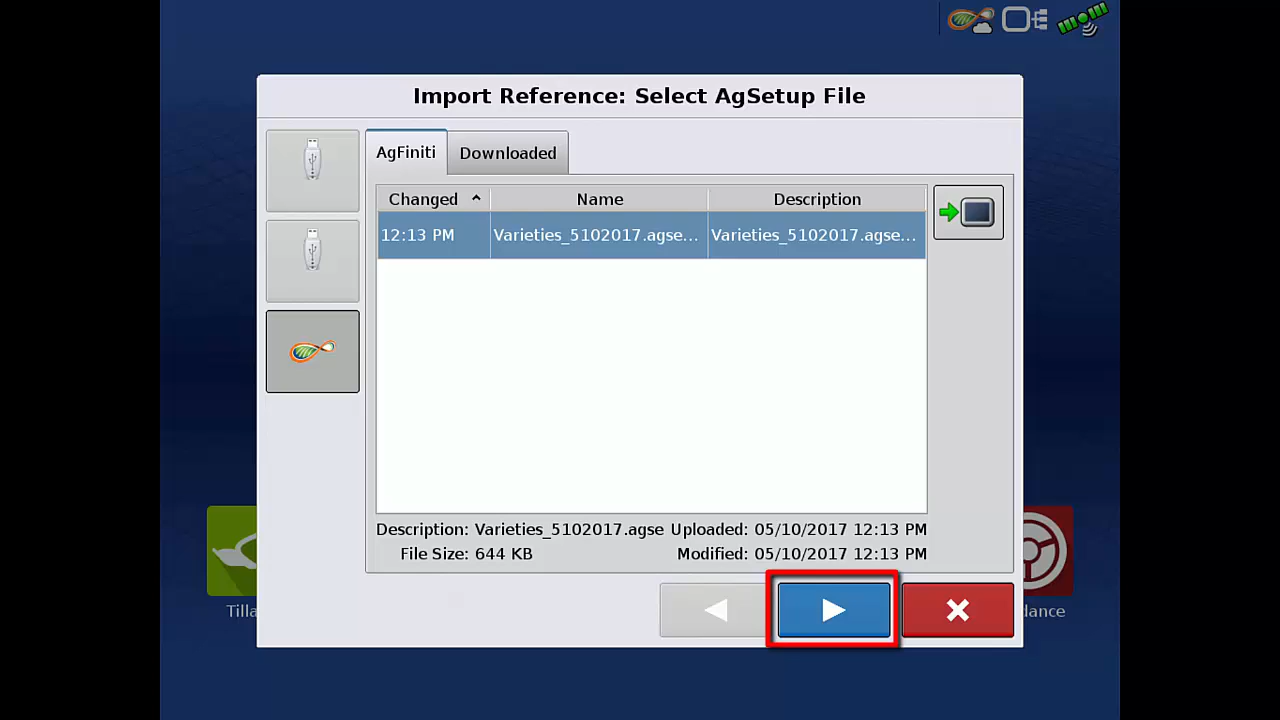 Import Reference: Select AgSetup File
AgFiniti Downloaded
Changed Name Description
12:13 PM Varieties_5102017.agse... Varieties_5102017.agse...
Description: Varieties_5102017.agse Uploaded: 05/10/2017 12:13 PM
File Size: 644 KB Modified: 05/10/2017 12:13 PM
Tilla dance